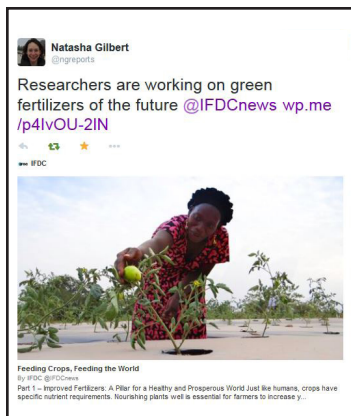 Natasha Gilbert
@ngreports
Researchers are working on green
fertilizers of the future @IFDCnews wp.me
/p4IvOU-2lN
IFDC
Feeding Crops, Feeding the World
By IFDC @IFDCnews
Part 1 – Improved Fertilizers: A Pillar for a Healthy and Prosperous World Just like humans, crops have
specific nutrient requirements. Nourishing plants well is essential for farmers to increase y...